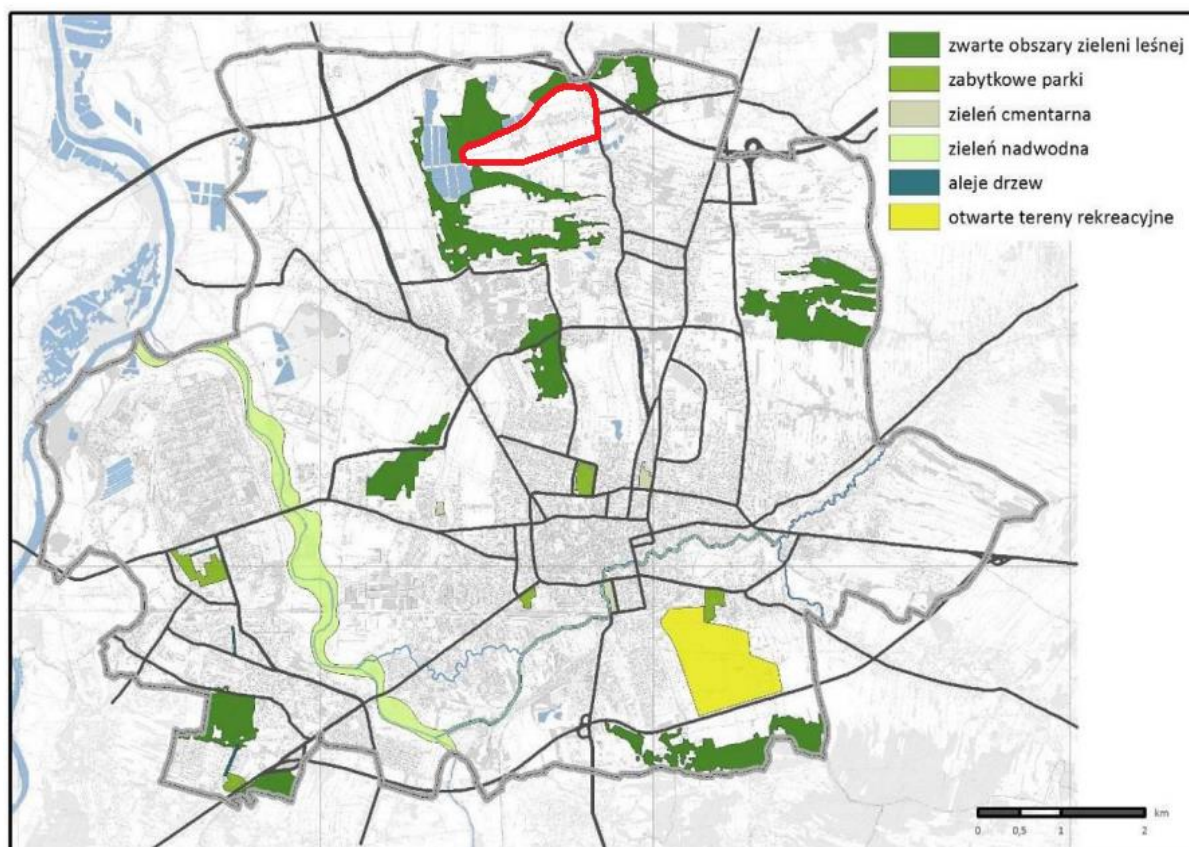 zwarte obszary zieleni leśnej
zabytkowe parki
zieleń cmentarna
zieleń nadwodna
aleje drzew
otwarte tereny rekreacyjne
km
0 0,5 1 2